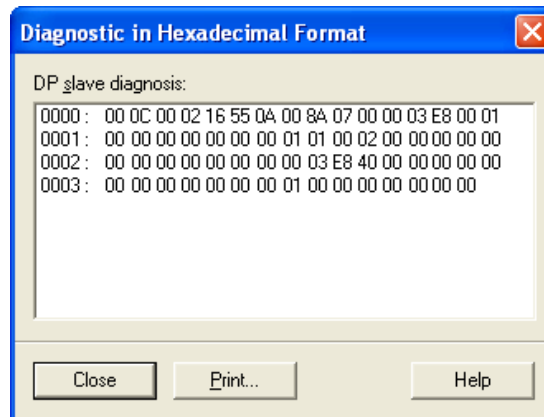 Diagnostic in Hexadecimal Format
DP slave diagnosis:
0000 : 00 0C 00 02 16 55 0A 00 8A 07 00 00 03 E8 00 01
0001 : 00 00 00 00 00 00 00 01 01 00 02 00 00 00 00 00
0002 : 00 00 00 00 00 00 00 00 03 E8 40 00 00 00 00 00
0003 : 00 00 00 00 00 00 00 01 00 00 00 00 00 00 00
Close
Print...
Help